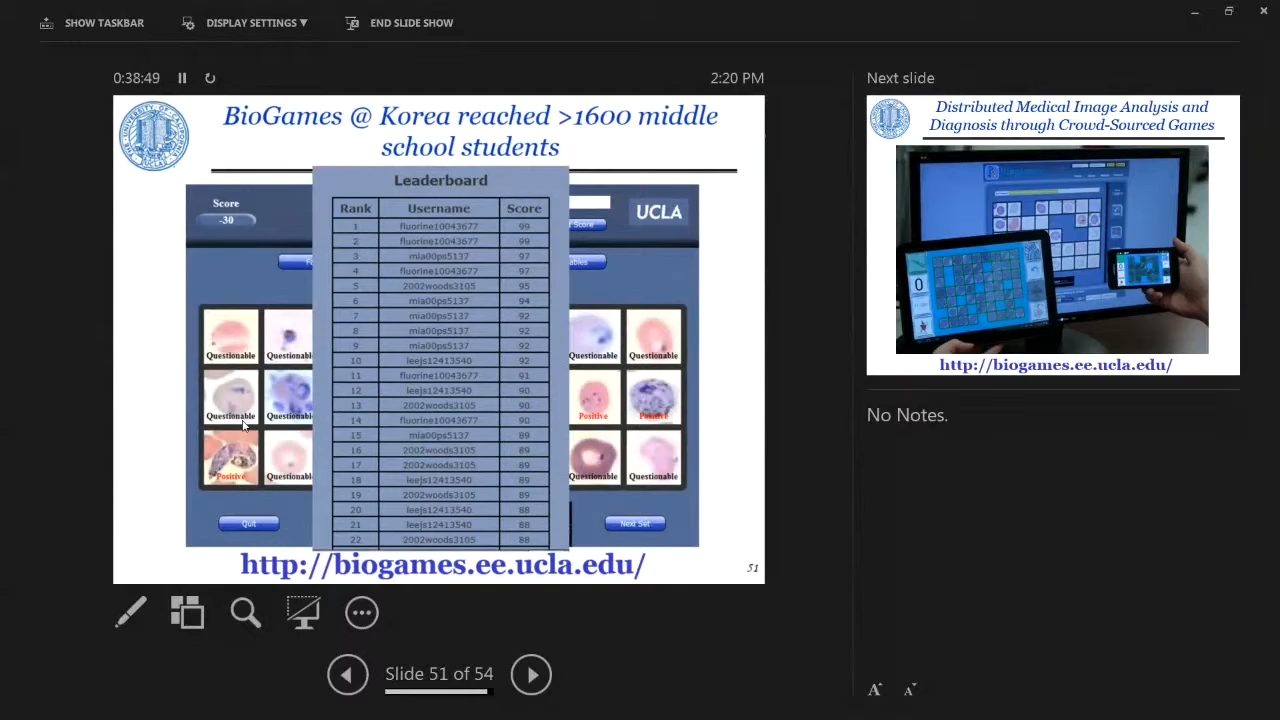 SHOW TASKBAR
DISPLAY SETTINGS ▼
END SLIDE SHOW
0:38:49
2:20 PM
Next slide
BioGames @ Korea reached >1600 middle
school students
Leaderboard
Rank Username Score
1 fluorine10043677 99
2 fluorine10043677 99
3 mia00ps5137 97
4 fluorine10043677 97
5 2002woods3105 95
6 mia00ps5137 94
7 mia00ps5137 92
8 mia00ps5137 92
9 mia00ps5137 92
10 leejs12413540 92
11 fluorine10043677 91
12 leejs12413540 90
13 2002woods3105 90
14 fluorine10043677 90
15 mia00ps5137 89
16 2002woods3105 89
17 2002woods3105 89
18 leejs12413540 89
19 2002woods3105 89
20 leejs12413540 88
21 leejs12413540 88
22 2002woods3105 88
Score
-30
UCLA
Questionable Questionable Questionable Questionable
Questionable Questionable Positive Positive
Positive Questionable Questionable Questionable
Quit
Next Set
http://biogames.ee.ucla.edu/
51
Distributed Medical Image Analysis and
Diagnosis through Crowd-Sourced Games
http://biogames.ee.ucla.edu/
No Notes.
Slide 51 of 54
A A